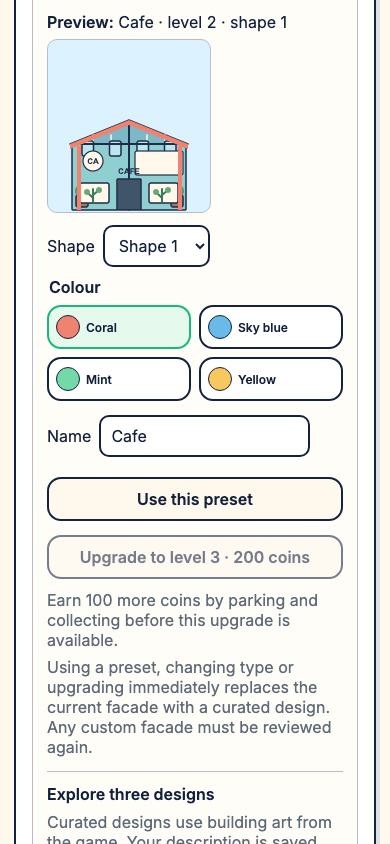 Preview: Cafe · level 2 · shape 1
CA
CAFE
Shape
Shape 1
Colour
Coral
Sky blue
Mint
Yellow
Name
Cafe
Use this preset
Upgrade to level 3 · 200 coins
Earn 100 more coins by parking and
collecting before this upgrade is
available.
Using a preset, changing type or
upgrading immediately replaces the
current facade with a curated design.
Any custom facade must be reviewed
again.
Explore three designs
Curated designs use building art from
the game. Your description is saved